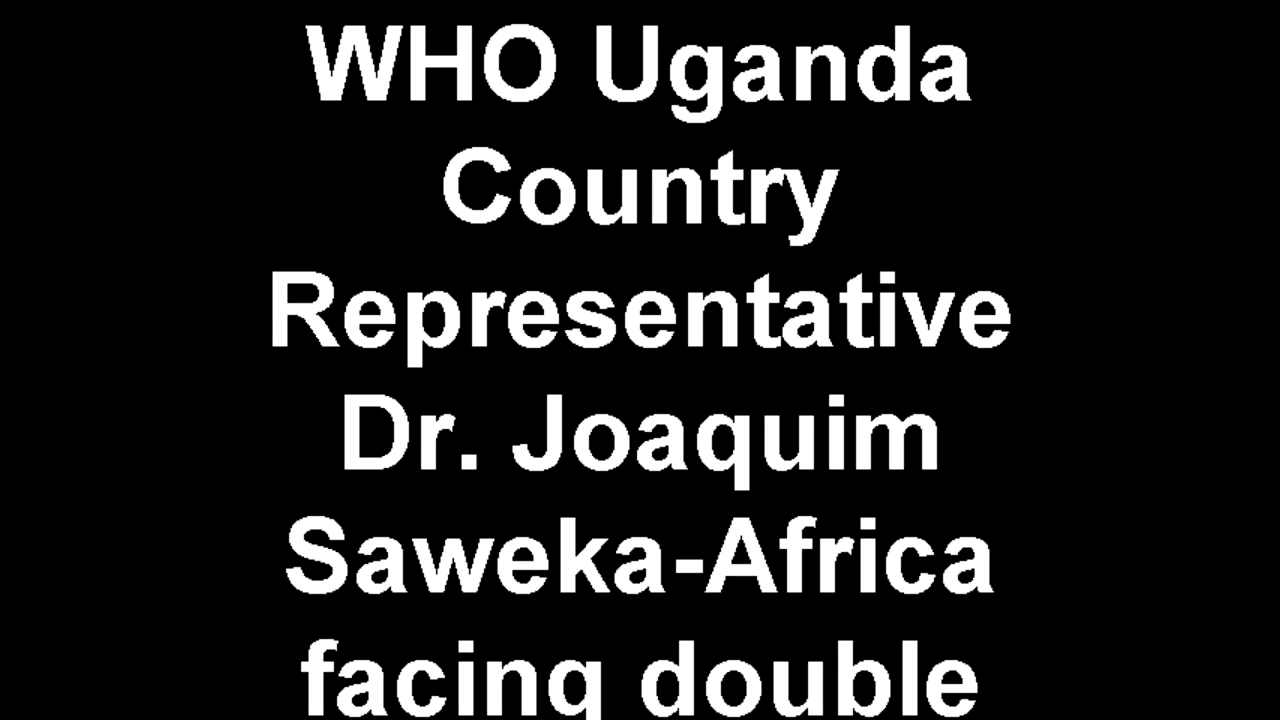 WHO Uganda
Country
Representative
Dr. Joaquim
Saweka-Africa
facing double